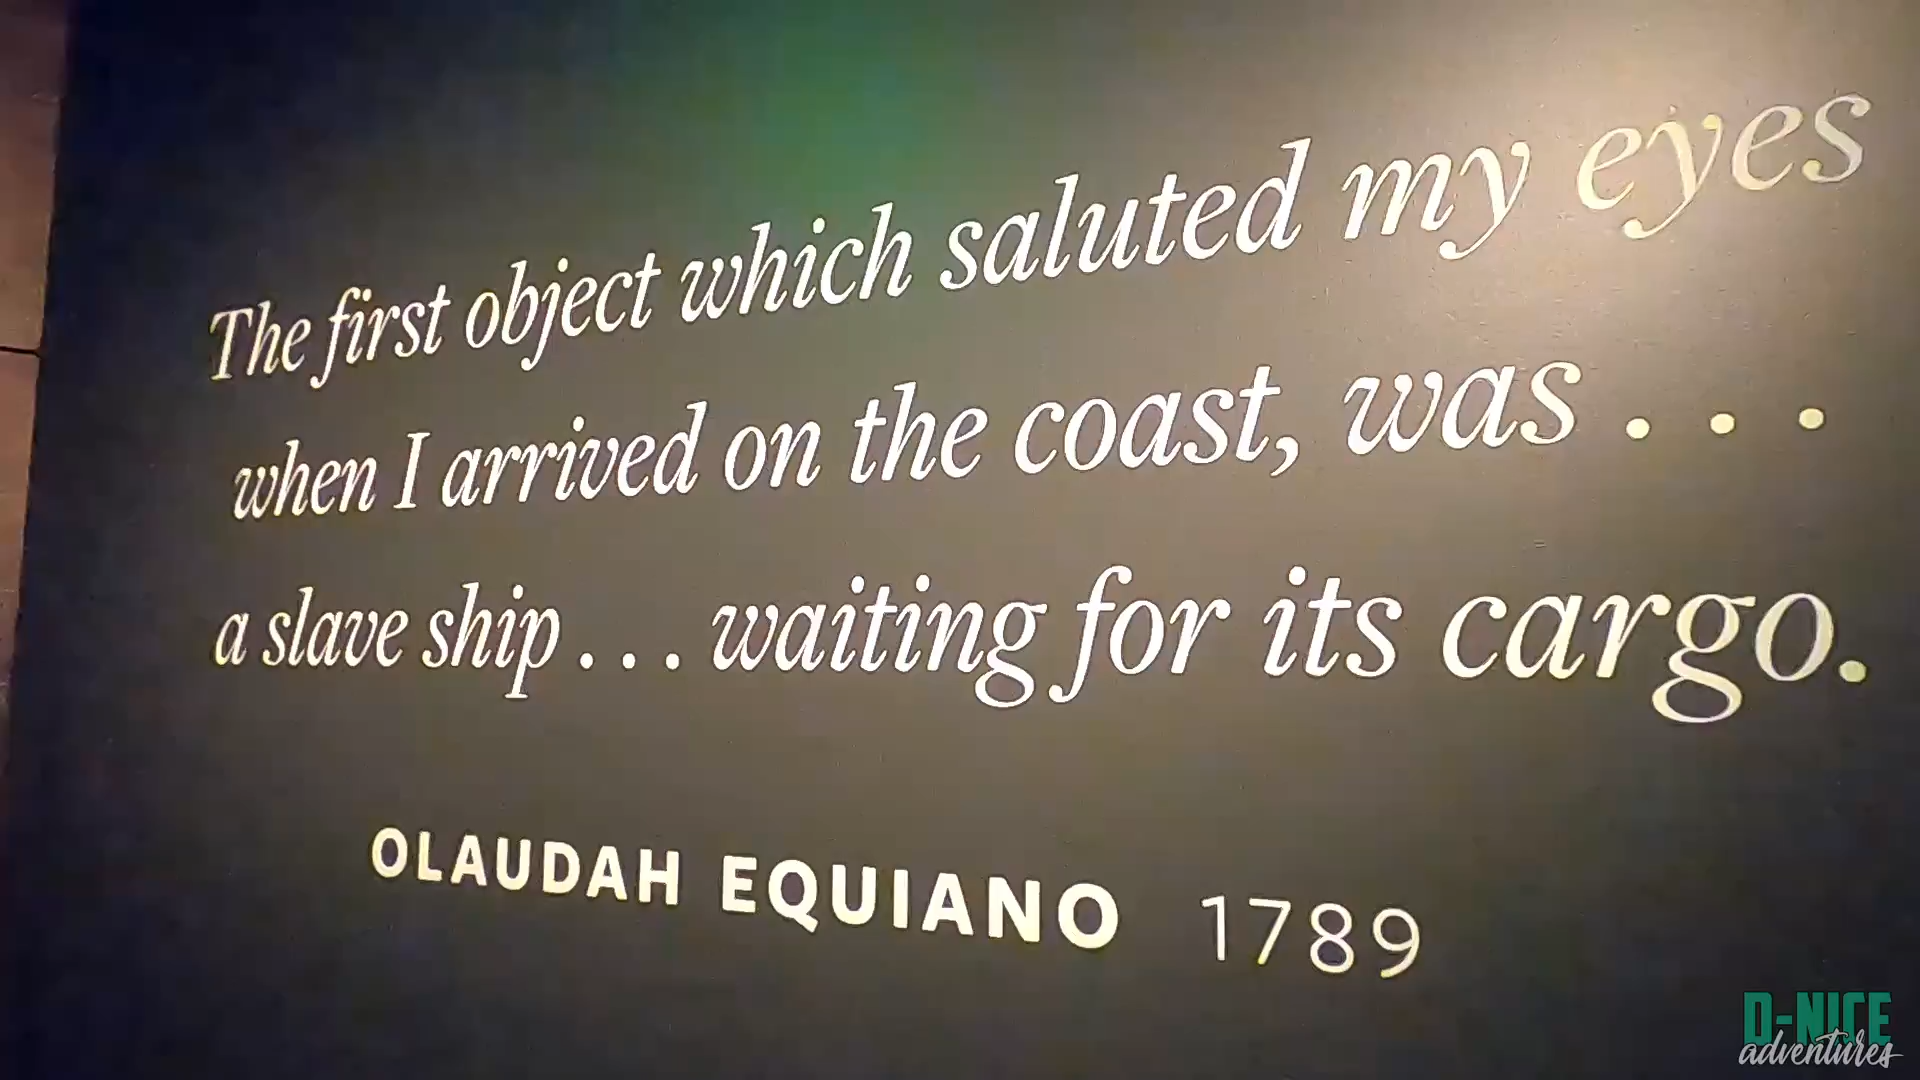 The first object which saluted my eyes
when I arrived on the coast, was . . .
a slave ship . . . waiting for its cargo.
OLAUDAH EQUIANO 1789
D-NICE
adventures